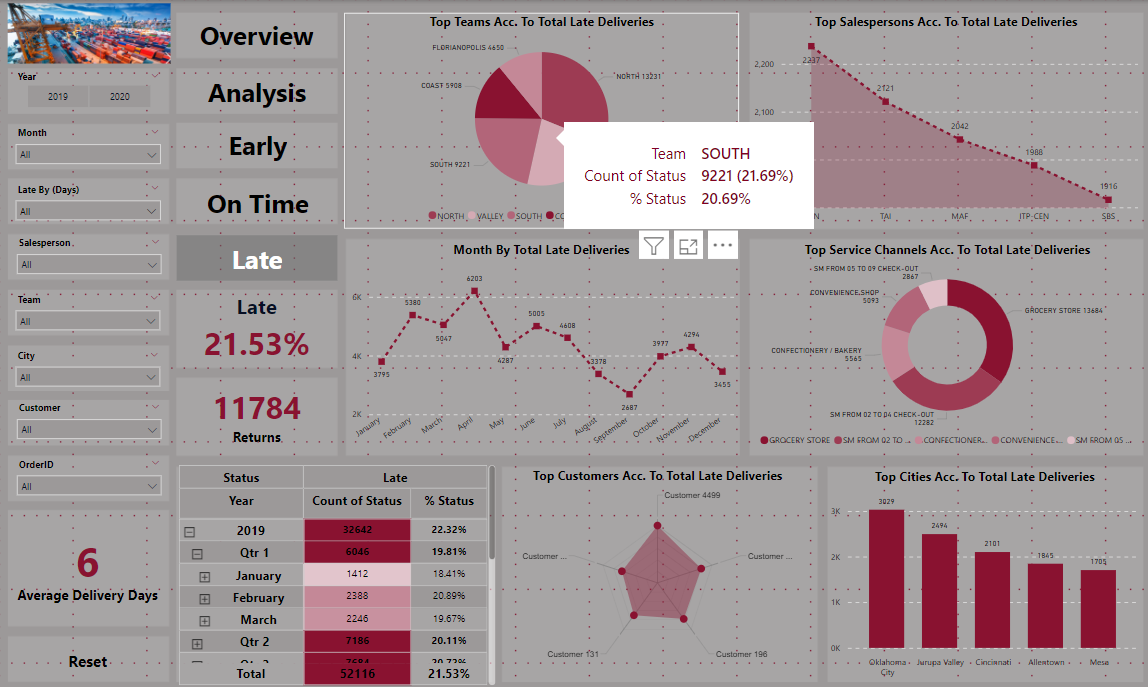 Year
2019
2020
Month
All
Late By (Days)
All
Salesperson
All
Team
All
City
All
Customer
All
OrderID
All
6
Average Delivery Days
Reset
Overview
Analysis
Early
On Time
Late
Late
21.53%
11784
Returns
Top Teams Acc. To Total Late Deliveries
FLORIANOPOLIS 4650
COAST 5908
SOUTH 9221
NORTH 13231
NORTH
VALLEY
SOUTH
Team SOUTH
Count of Status 9221 (21.69%)
% Status 20.69%
Top Salespersons Acc. To Total Late Deliveries
2,200
2,100
2237
2121
2042
1988
1916
TAI
MAF
JTP-CEN
SBS
Month By Total Late Deliveries
6K
4K
2K
3795
5380
5047
6203
4287
5005
4608
3378
2687
3977
4294
3455
January
February
March
April
May
June
July
August
September
October
November
December
Top Service Channels Acc. To Total Late Deliveries
SM FROM 05 TO 09 CHECK-OUT
2867
CONVENIENCE SHOP
5093
CONFECTIONERY / BAKERY
5565
SM FROM 02 TO 04 CHECK-OUT
12282
GROCERY STORE 13684
GROCERY STORE
SM FROM 02 TO ...
CONFECTIONER...
CONVENIENCE...
SM FROM 05 ...
Status Late
Year Count of Status % Status
2019 32642 22.32%
Qtr 1 6046 19.81%
January 1412 18.41%
February 2388 20.89%
March 2246 19.67%
Qtr 2 7186 20.11%
Total 52116 21.53%
Top Customers Acc. To Total Late Deliveries
Customer 4499
Customer ...
Customer ...
Customer 131
Customer 196
Top Cities Acc. To Total Late Deliveries
3K
2K
1K
0K
3029
2494
2101
1845
1705
Oklahoma
City
Jurupa Valley
Cincinnati
Allentown
Mesa